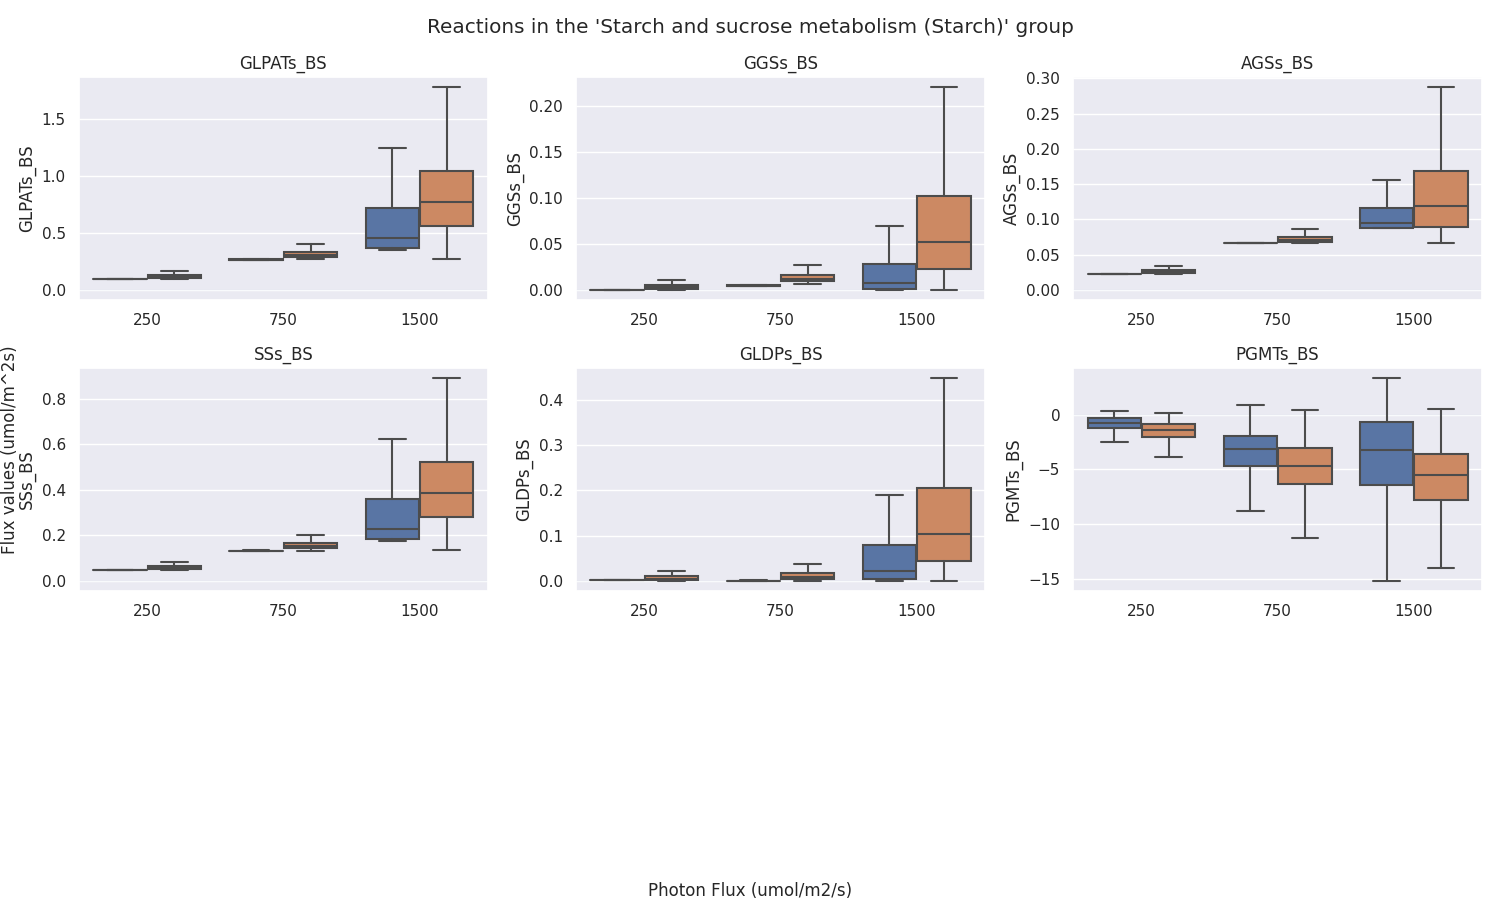 Reactions in the 'Starch and sucrose metabolism (Starch)' group
GLPATs_BS
GLPATs_BS
1.5
1.0
0.5
0.0
250 750 1500
GGSs_BS
GGSs_BS
0.20
0.15
0.10
0.05
0.00
250 750 1500
AGSs_BS
AGSs_BS
0.30
0.25
0.20
0.15
0.10
0.05
0.00
250 750 1500
Flux values (umol/m^2s)
SSs_BS
SSs_BS
0.8
0.6
0.4
0.2
0.0
250 750 1500
GLDPs_BS
GLDPs_BS
0.4
0.3
0.2
0.1
0.0
250 750 1500
PGMTs_BS
PGMTs_BS
0
−5
−10
−15
250 750 1500
Photon Flux (umol/m2/s)